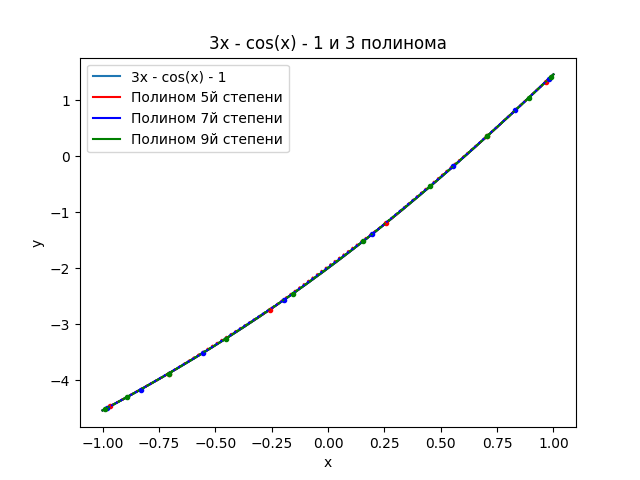 3x - cos(x) - 1 и 3 полинома
3x - cos(x) - 1
Полином 5й степени
Полином 7й степени
Полином 9й степени
1
0
−1
−2
−3
−4
y
−1.00 −0.75 −0.50 −0.25 0.00 0.25 0.50 0.75 1.00
x